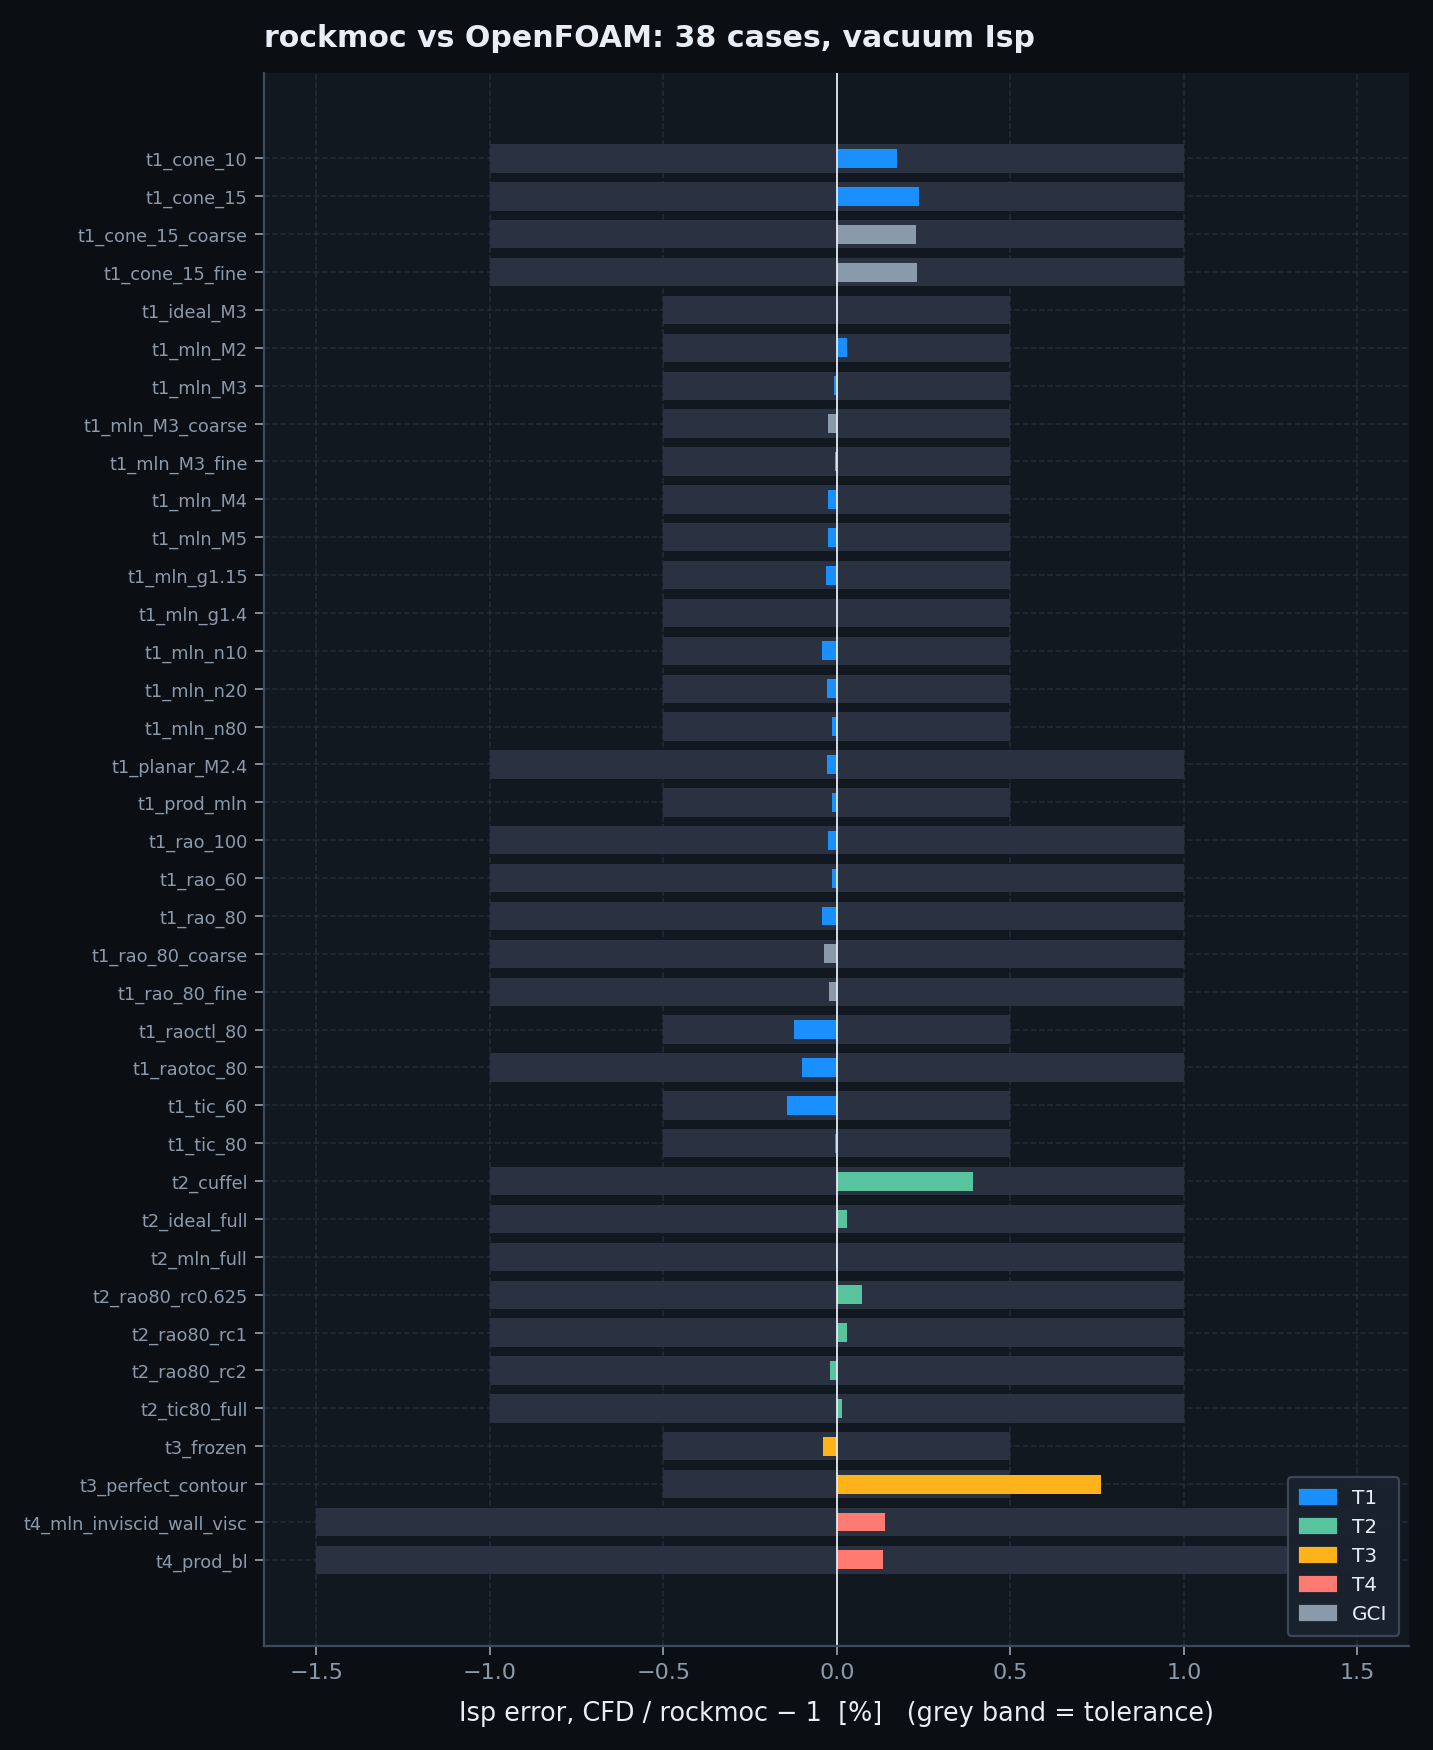 rockmoc vs OpenFOAM: 38 cases, vacuum Isp
t1_cone_10
t1_cone_15
t1_cone_15_coarse
t1_cone_15_fine
t1_ideal_M3
t1_mln_M2
t1_mln_M3
t1_mln_M3_coarse
t1_mln_M3_fine
t1_mln_M4
t1_mln_M5
t1_mln_g1.15
t1_mln_g1.4
t1_mln_n10
t1_mln_n20
t1_mln_n80
t1_planar_M2.4
t1_prod_mln
t1_rao_100
t1_rao_60
t1_rao_80
t1_rao_80_coarse
t1_rao_80_fine
t1_raoctl_80
t1_raotoc_80
t1_tic_60
t1_tic_80
t2_cuffel
t2_ideal_full
t2_mln_full
t2_rao80_rc0.625
t2_rao80_rc1
t2_rao80_rc2
t2_tic80_full
t3_frozen
t3_perfect_contour
t4_mln_inviscid_wall_visc
t4_prod_bl
T1
T2
T3
T4
GCI
−1.5 −1.0 −0.5 0.0 0.5 1.0 1.5
Isp error, CFD / rockmoc − 1 [%] (grey band = tolerance)